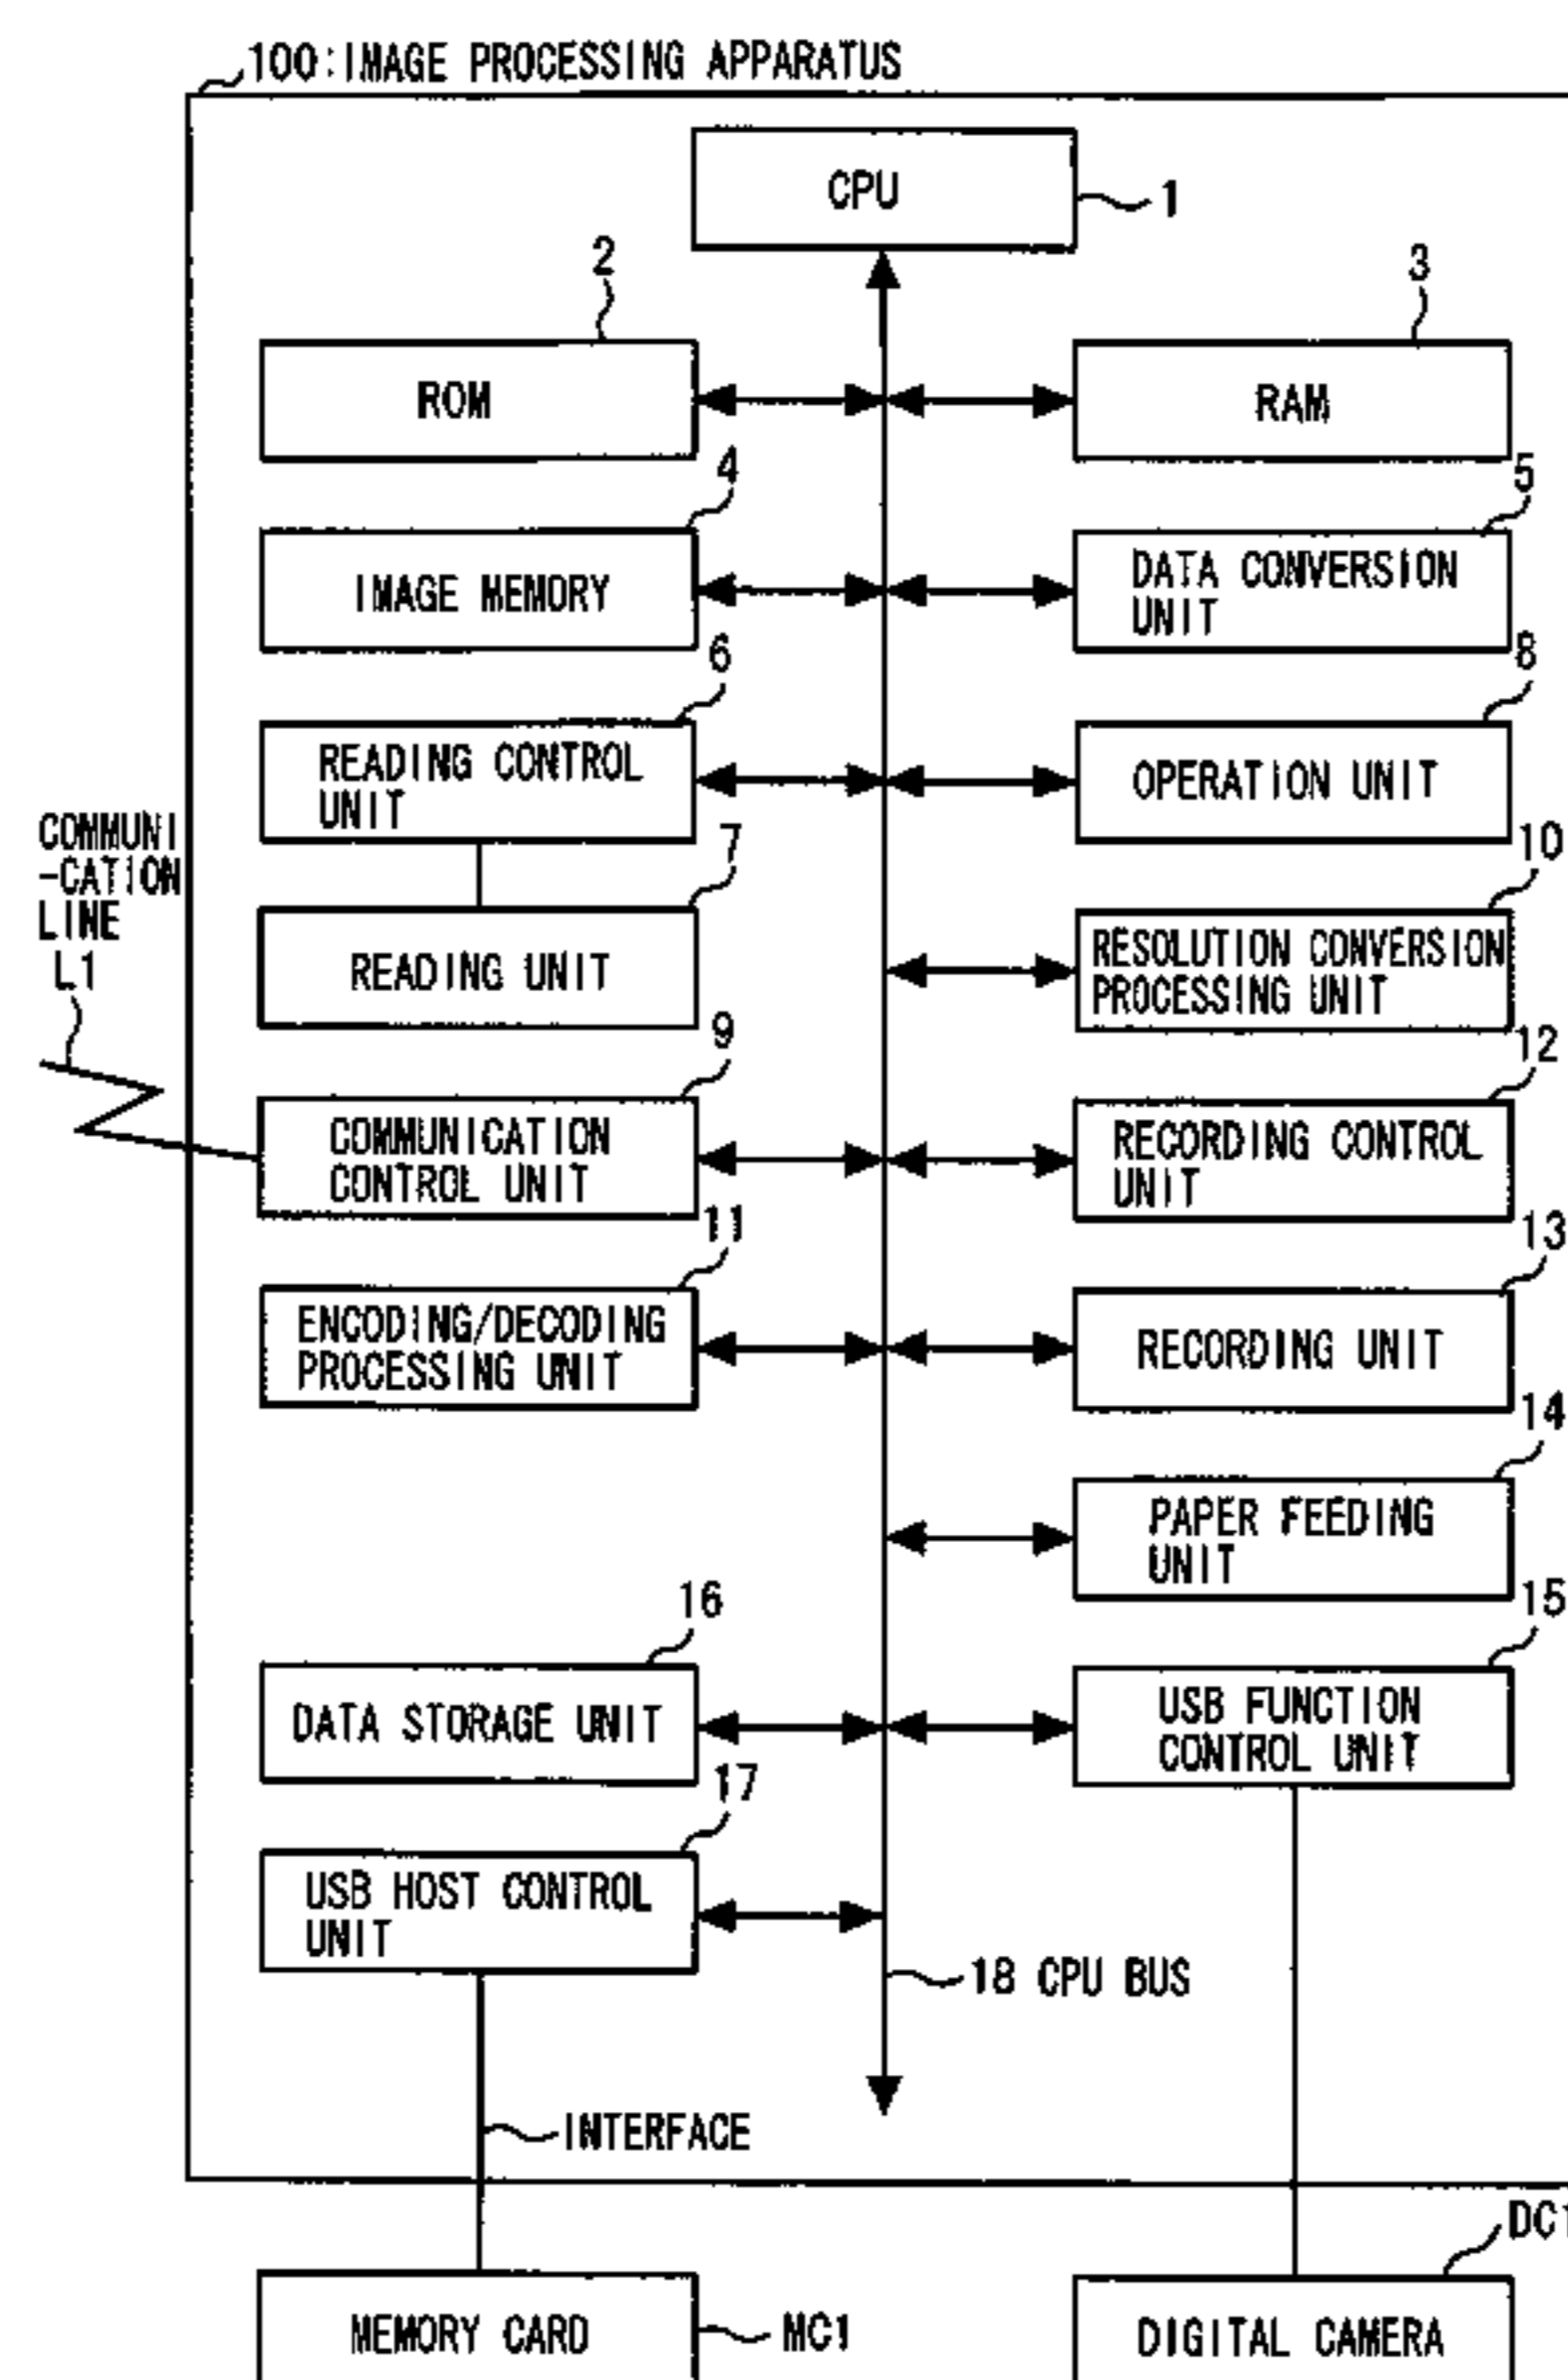 100:IMAGE PROCESSING APPARATUS
CPU
1
2
3
ROM
RAM
4
5
IMAGE MEMORY
DATA CONVERSION
UNIT
6
8
READING CONTROL
UNIT
OPERATION UNIT
COMMUNI
-CATION
LINE
L1
7
10
READING UNIT
RESOLUTION CONVERSION
PROCESSING UNIT
9
12
COMMUNICATION
CONTROL UNIT
RECORDING CONTROL
UNIT
11
13
ENCODING/DECODING
PROCESSING UNIT
RECORDING UNIT
14
PAPER FEEDING
UNIT
16
15
DATA STORAGE UNIT
USB FUNCTION
CONTROL UNIT
17
USB HOST CONTROL
UNIT
18 CPU BUS
INTERFACE
DC1
MEMORY CARD
MC1
DIGITAL CAMERA